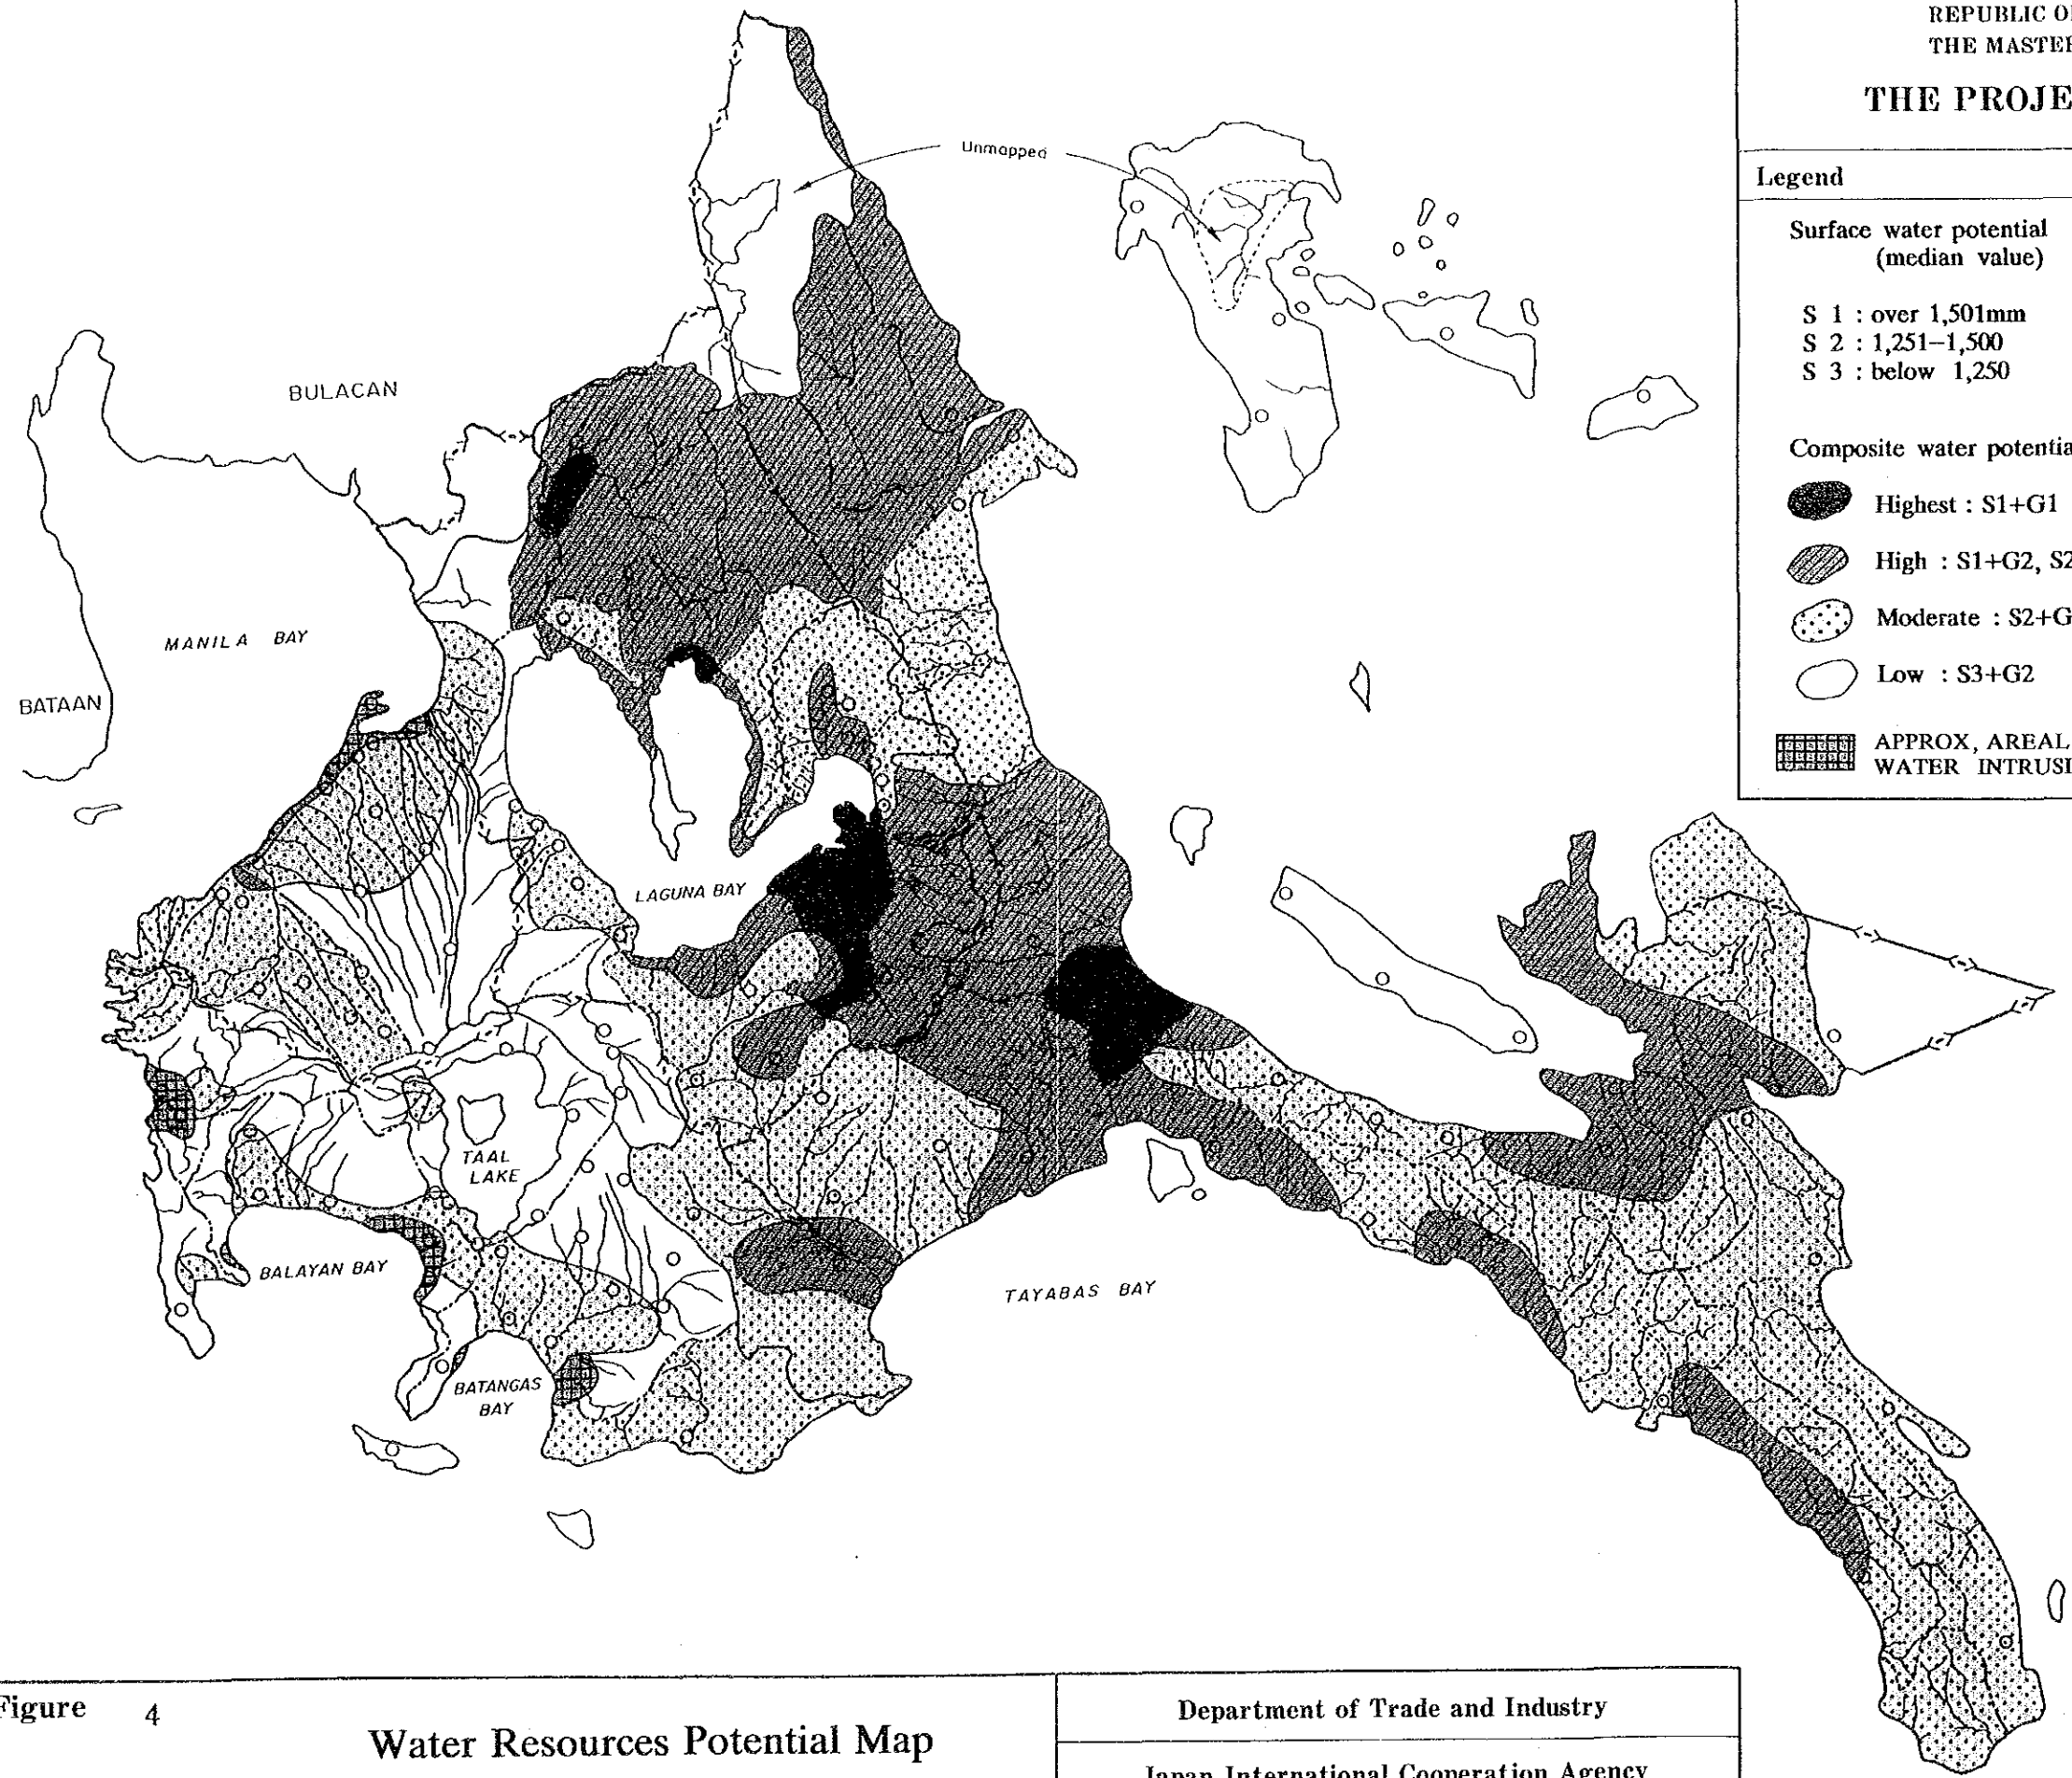 REPUBLIC O
THE MASTE
THE PROJE
Legend
Surface water potential
(median value)
S 1 : over 1,501mm
S 2 : 1,251–1,500
S 3 : below 1,250
Composite water potentia
Highest : S1+G1
High : S1+G2, S2
Moderate : S2+G
Low : S3+G2
APPROX, AREAL
WATER INTRUSI
Unmapped
BULACAN
MANILA BAY
BATAAN
LAGUNA BAY
TAAL
LAKE
BALAYAN BAY
TAYABAS BAY
BATANGAS
BAY
Figure 4
Water Resources Potential Map
Department of Trade and Industry
Japan International Cooperation Agency